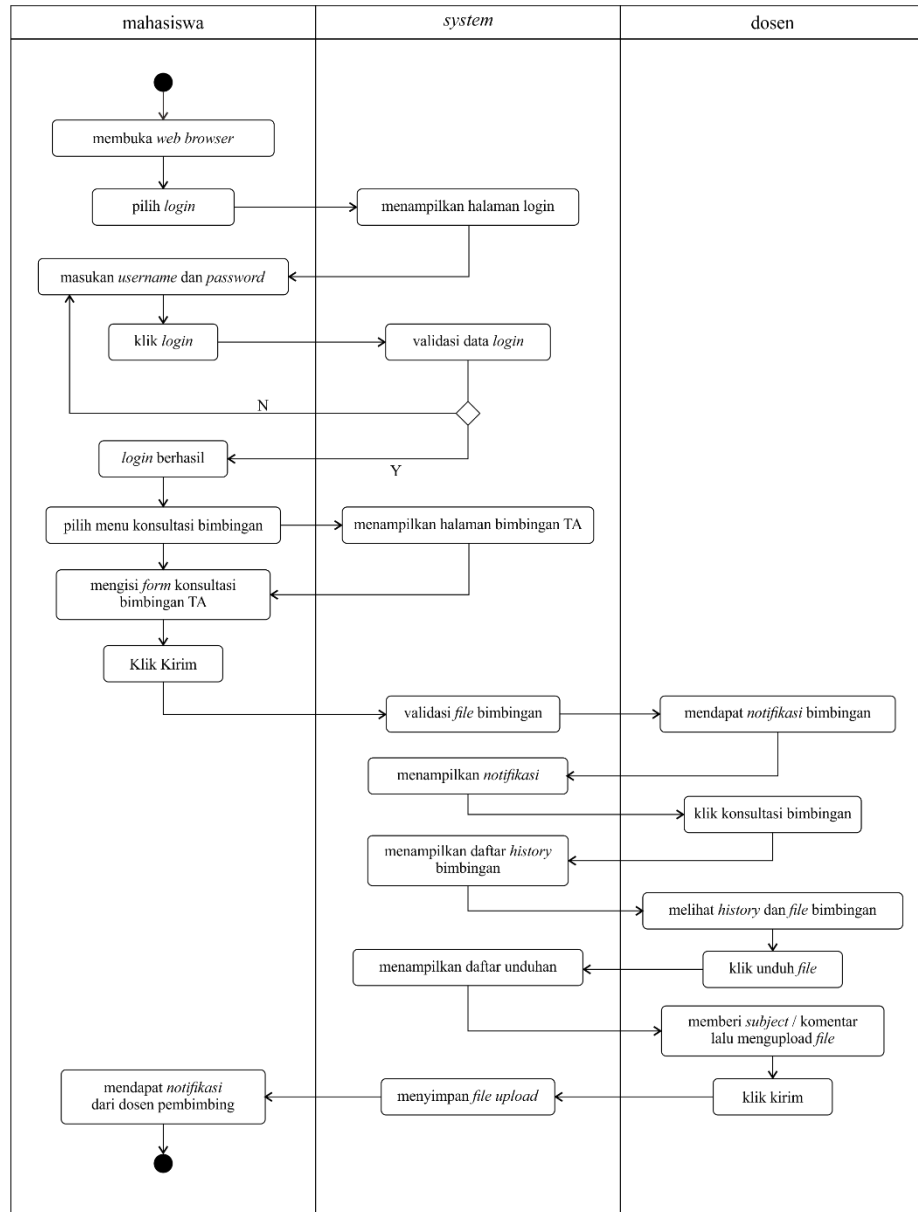 mahasiswa
system
dosen
membuka web browser
pilih login
menampilkan halaman login
masukan username dan password
klik login
validasi data login
N
login berhasil
Y
pilih menu konsultasi bimbingan
menampilkan halaman bimbingan TA
mengisi form konsultasi
bimbingan TA
Klik Kirim
validasi file bimbingan
mendapat notifikasi bimbingan
menampilkan notifikasi
klik konsultasi bimbingan
menampilkan daftar history
bimbingan
melihat history dan file bimbingan
menampilkan daftar unduhan
klik unduh file
memberi subject / komentar
lalu mengupload file
mendapat notifikasi
dari dosen pembimbing
menyimpan file upload
klik kirim